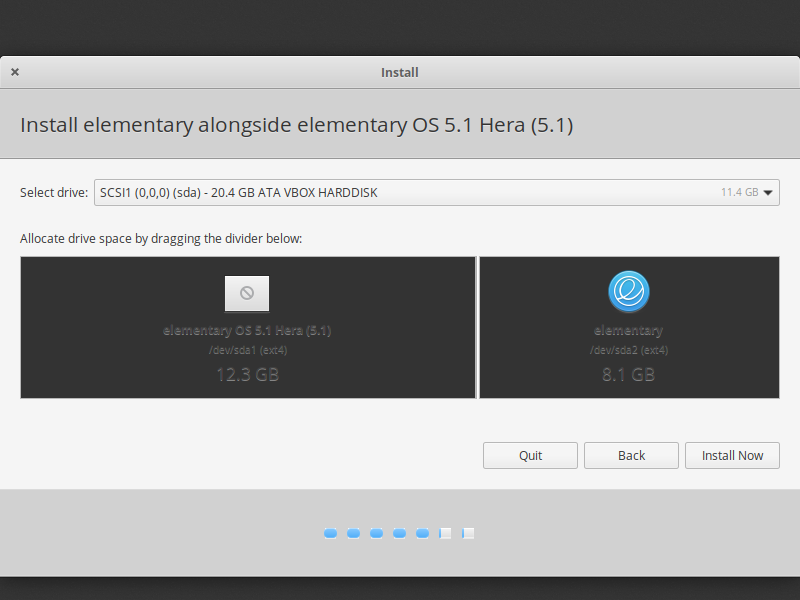 Install
Install elementary alongside elementary OS 5.1 Hera (5.1)
Select drive: SCSI1 (0,0,0) (sda) - 20.4 GB ATA VBOX HARDDISK 11.4 GB
Allocate drive space by dragging the divider below:
elementary OS 5.1 Hera (5.1)
/dev/sda1 (ext4)
12.3 GB
elementary
/dev/sda2 (ext4)
8.1 GB
Quit Back Install Now